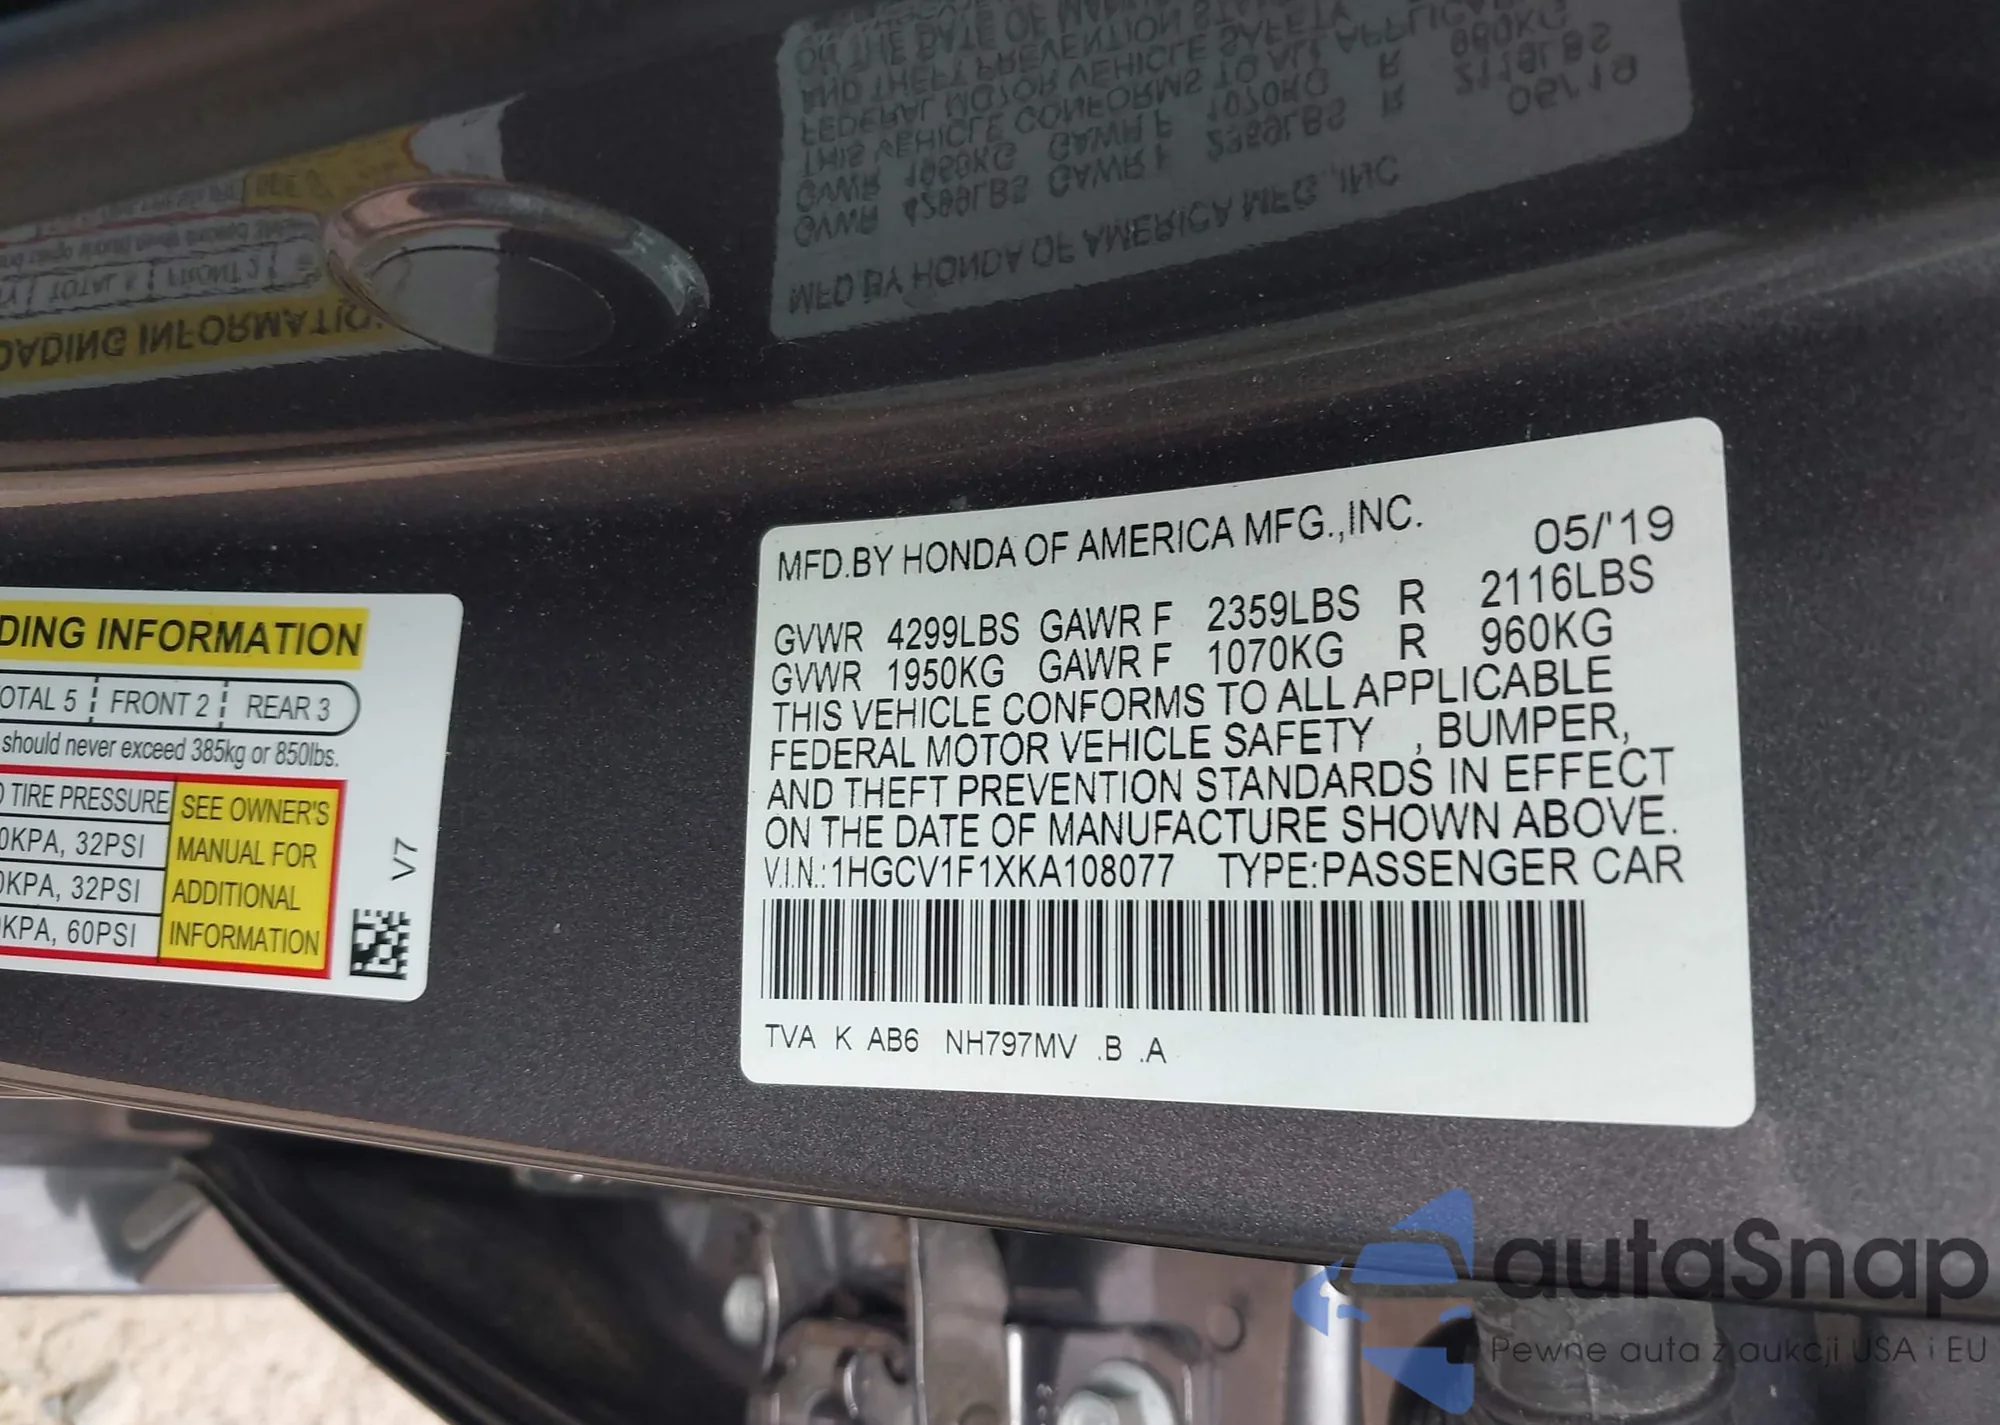 DING INFORMATION
OTAL 5 FRONT 2 REAR 3
should never exceed 385kg or 850lbs.
TIRE PRESSURE
0KPA, 32PSI
0KPA, 32PSI
KPA, 60PSI
SEE OWNER'S
MANUAL FOR
ADDITIONAL
INFORMATION
V7
MFD.BY HONDA OF AMERICA MFG.,INC. 05/'19
GVWR 4299LBS GAWR F 2359LBS R 2116LBS
GVWR 1950KG GAWR F 1070KG R 960KG
THIS VEHICLE CONFORMS TO ALL APPLICABLE
FEDERAL MOTOR VEHICLE SAFETY , BUMPER,
AND THEFT PREVENTION STANDARDS IN EFFECT
ON THE DATE OF MANUFACTURE SHOWN ABOVE.
V.I.N.: 1HGCV1F1XKA108077 TYPE:PASSENGER CAR
TVA K AB6 NH797MV .B .A
autaSnap
Pewne auta z aukcji USA i EU